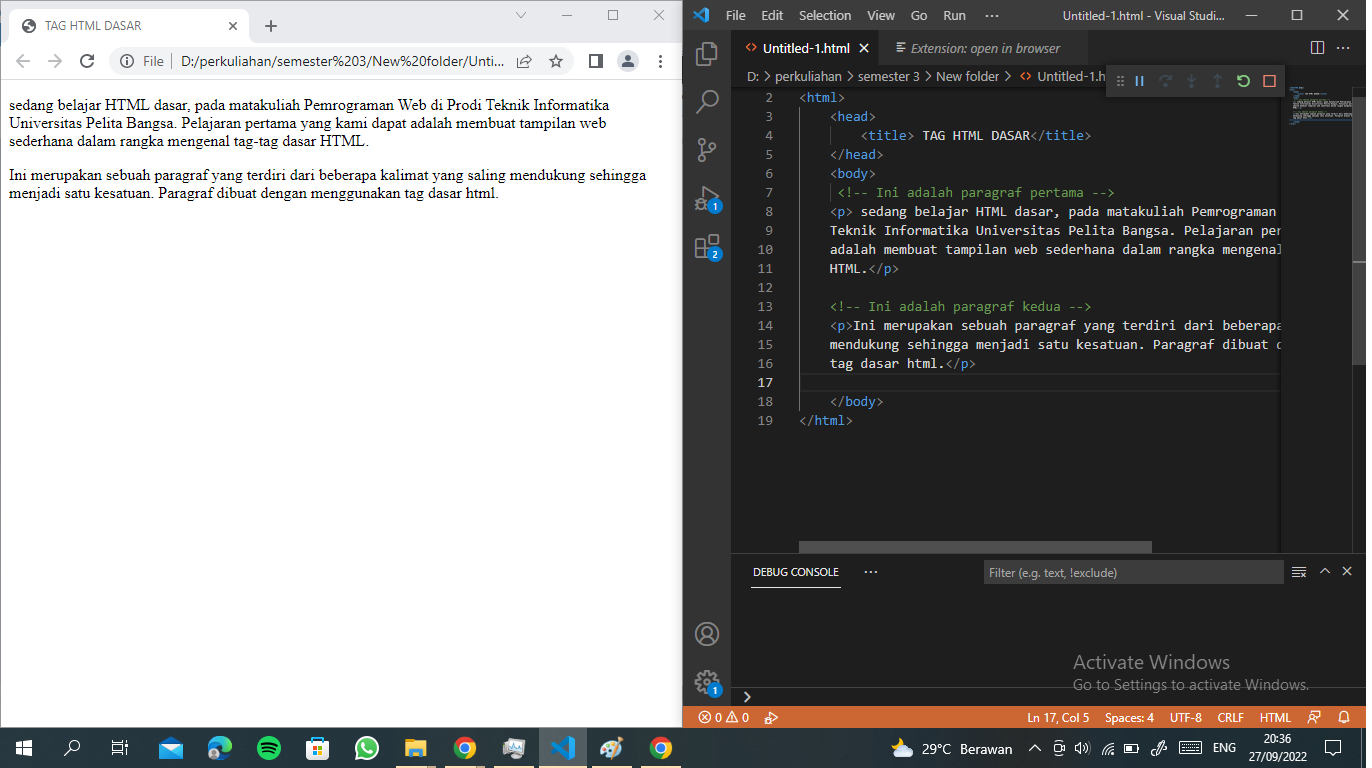 TAG HTML DASAR
File | D:/perkuliahan/semester%203/New%20folder/Unti...
sedang belajar HTML dasar, pada matakuliah Pemrograman Web di Prodi Teknik Informatika
Universitas Pelita Bangsa. Pelajaran pertama yang kami dapat adalah membuat tampilan web
sederhana dalam rangka mengenal tag-tag dasar HTML.
Ini merupakan sebuah paragraf yang terdiri dari beberapa kalimat yang saling mendukung sehingga
menjadi satu kesatuan. Paragraf dibuat dengan menggunakan tag dasar html.
File Edit Selection View Go Run ··· Untitled-1.html - Visual Studi...
Untitled-1.html Extension: open in browser
D: > perkuliahan > semester 3 > New folder > Untitled-1.h
2 <html>
3 <head>
4 <title> TAG HTML DASAR</title>
5 </head>
6 <body>
7 <!-- Ini adalah paragraf pertama -->
8 <p> sedang belajar HTML dasar, pada matakuliah Pemrograman
9 Teknik Informatika Universitas Pelita Bangsa. Pelajaran per
10 adalah membuat tampilan web sederhana dalam rangka mengenal
11 HTML.</p>
12
13 <!-- Ini adalah paragraf kedua -->
14 <p>Ini merupakan sebuah paragraf yang terdiri dari beberapa
15 mendukung sehingga menjadi satu kesatuan. Paragraf dibuat d
16 tag dasar html.</p>
17
18 </body>
19 </html>
1
2
DEBUG CONSOLE ··· Filter (e.g. text, !exclude)
Activate Windows
Go to Settings to activate Windows.
1
0 0 Ln 17, Col 5 Spaces: 4 UTF-8 CRLF HTML
29°C Berawan ENG 20:36
27/09/2022